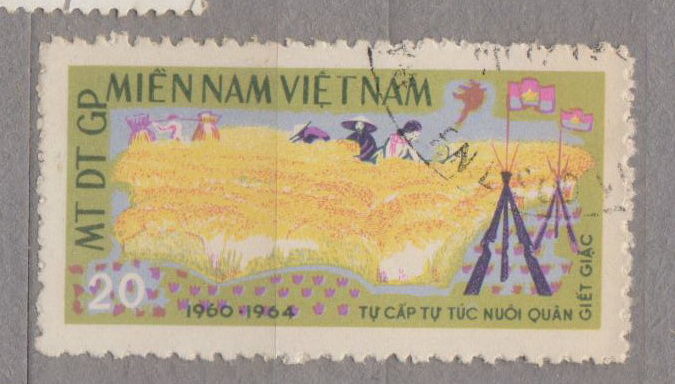 MIỀN NAM VIỆT NAM
MT DT GP
20
1960·1964
TỰ CẤP TỰ TÚC NUÔI QUÂN
GIẾT GIẶC